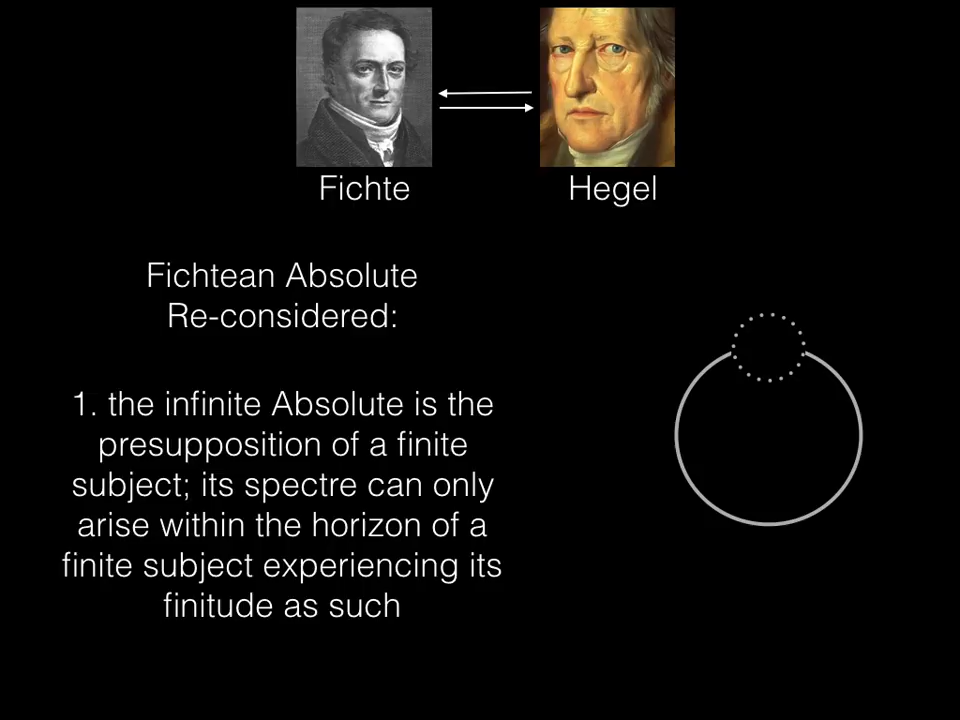 Fichte
Hegel
Fichtean Absolute
Re-considered:
1. the infinite Absolute is the
presupposition of a finite
subject; its spectre can only
arise within the horizon of a
finite subject experiencing its
finitude as such